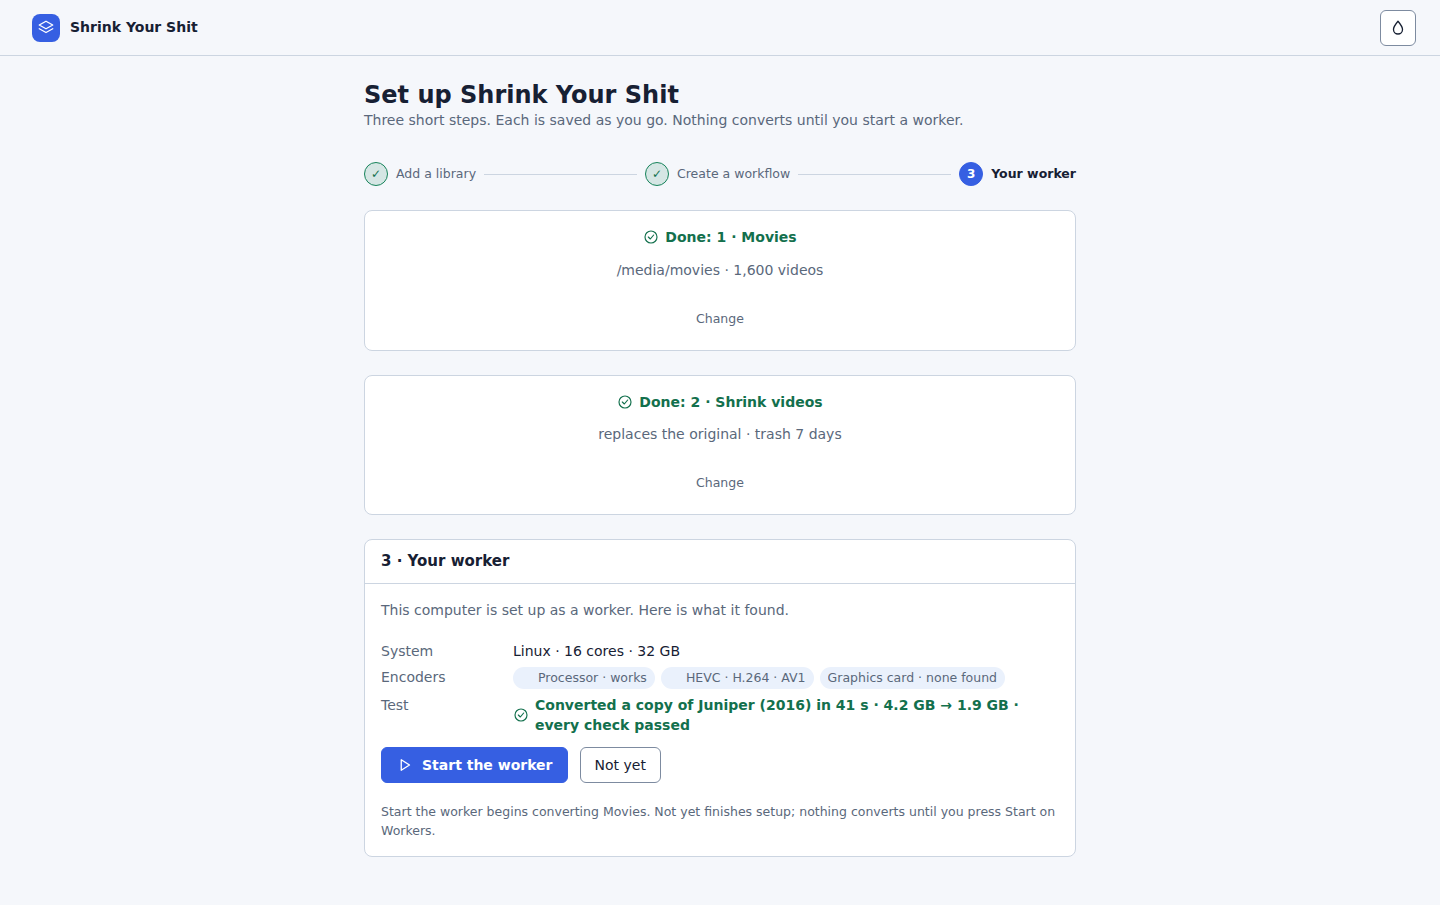 Shrink Your Shit
Set up Shrink Your Shit
Three short steps. Each is saved as you go. Nothing converts until you start a worker.
✓ Add a library
✓ Create a workflow
3 Your worker
Done: 1 · Movies
/media/movies · 1,600 videos
Change
Done: 2 · Shrink videos
replaces the original · trash 7 days
Change
3 · Your worker
This computer is set up as a worker. Here is what it found.
System Linux · 16 cores · 32 GB
Encoders Processor · works HEVC · H.264 · AV1 Graphics card · none found
Test Converted a copy of Juniper (2016) in 41 s · 4.2 GB → 1.9 GB ·
every check passed
Start the worker Not yet
Start the worker begins converting Movies. Not yet finishes setup; nothing converts until you press Start on
Workers.